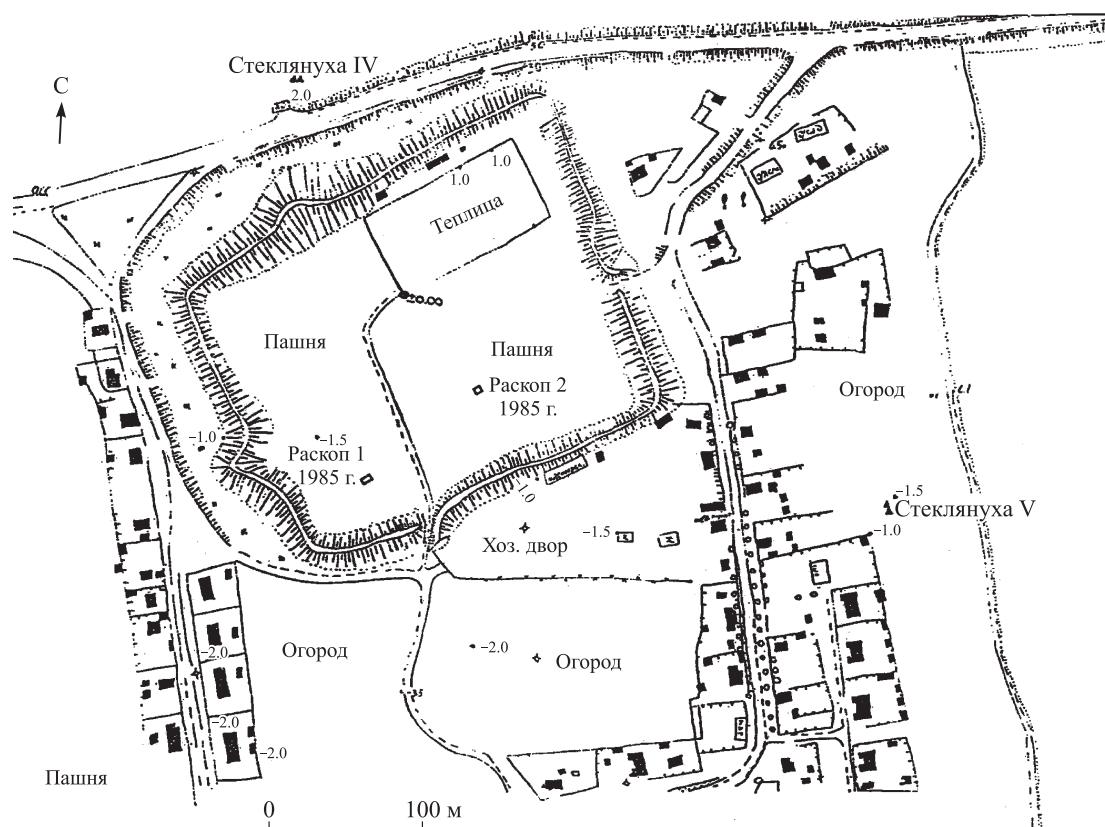 Стеклянуха IV
2.0
С
1.0
1.0
Теплица
20.00
Пашня
Пашня
Раскоп 2
1985 г.
Огород
-1.0
-1.5
Раскоп 1
1985 г.
1.0
-1.5
Стеклянуха V
-1.0
-1.5
Хоз. двор
Огород
-2.0
Огород
-2.0
-2.0
-2.0
Пашня
0
100 м